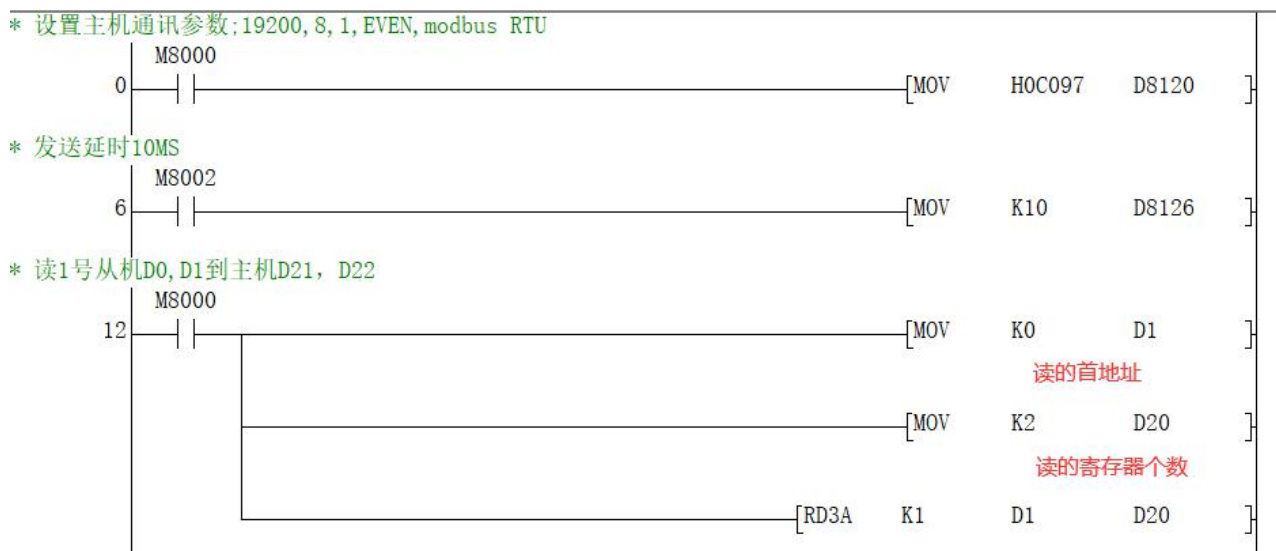 * 设置主机通讯参数;19200,8,1,EVEN,modbus RTU
M8000
0 [MOV H0C097 D8120 ]
* 发送延时10MS
M8002
6 [MOV K10 D8126 ]
* 读1号从机D0,D1到主机D21，D22
M8000
12 [MOV K0 D1 ]
读的首地址
[MOV K2 D20 ]
读的寄存器个数
[RD3A K1 D1 D20 ]